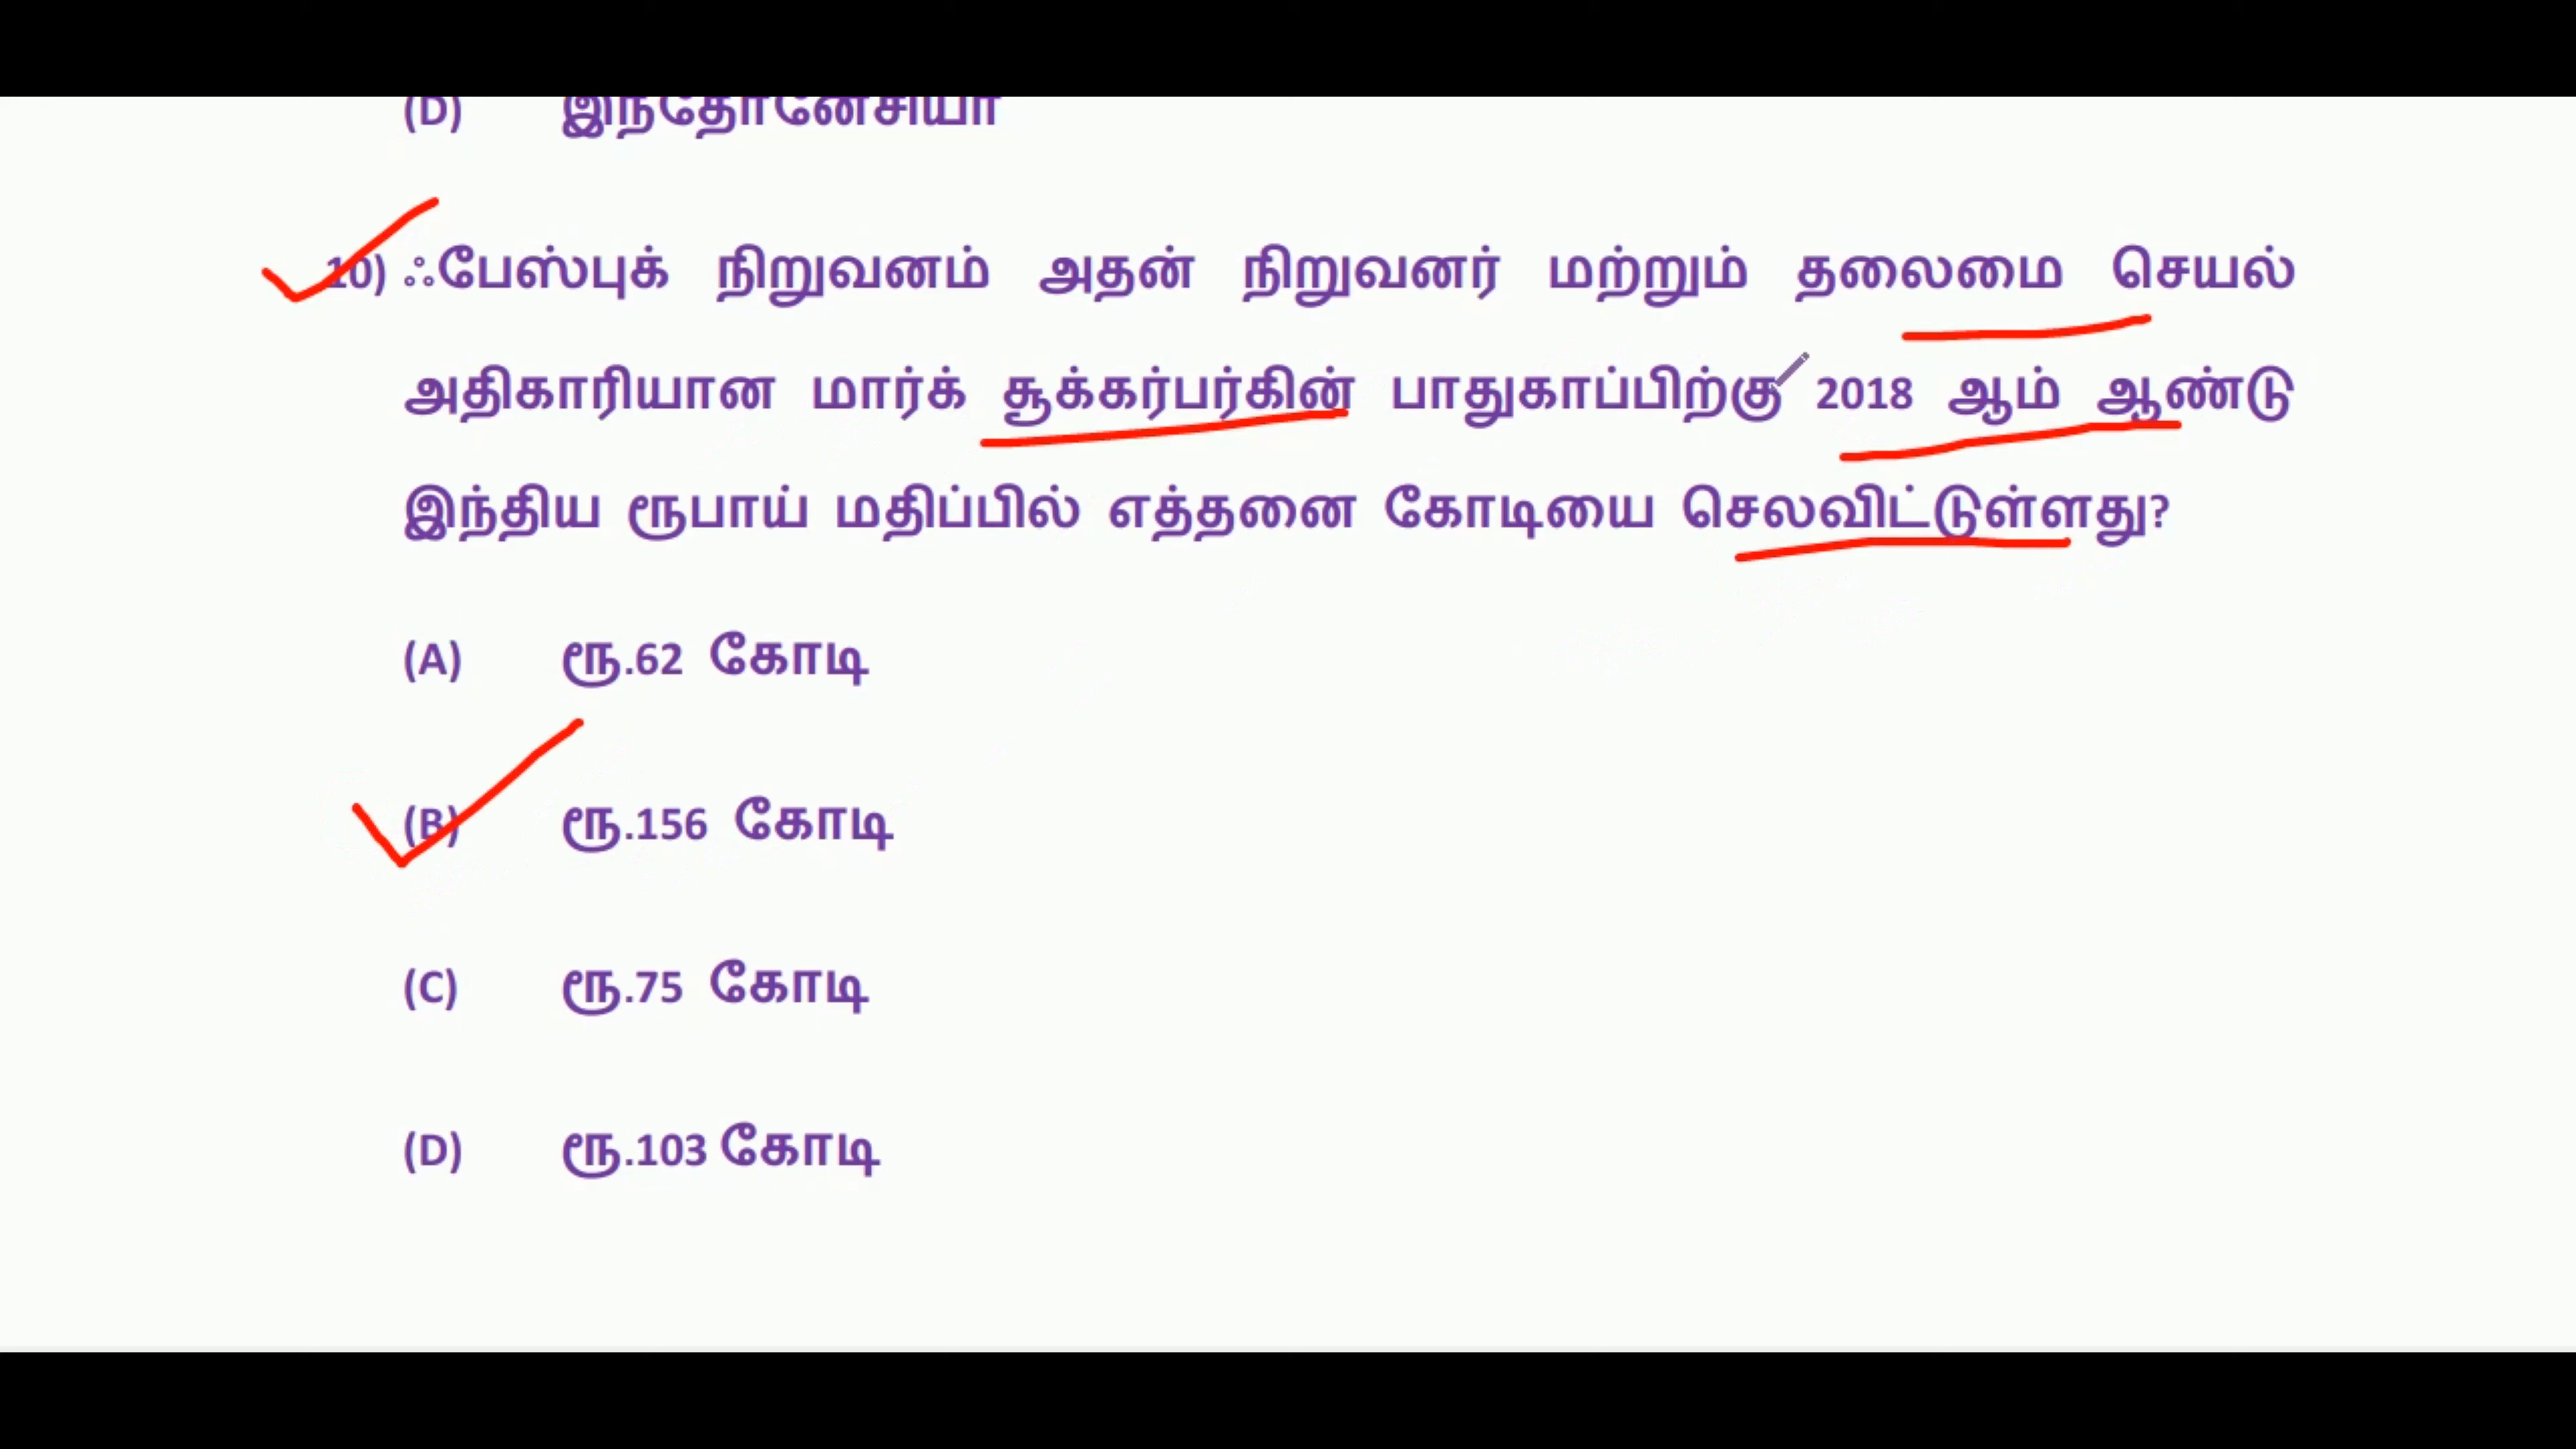 (D) இந்தோனேசியா
10) ஃபேஸ்புக் நிறுவனம் அதன் நிறுவனர் மற்றும் தலைமை செயல்
அதிகாரியான மார்க் சூக்கர்பர்கின் பாதுகாப்பிற்கு 2018 ஆம் ஆண்டு
இந்திய ரூபாய் மதிப்பில் எத்தனை கோடியை செலவிட்டுள்ளது?
(A) ரூ.62 கோடி
(B) ரூ.156 கோடி
(C) ரூ.75 கோடி
(D) ரூ.103 கோடி